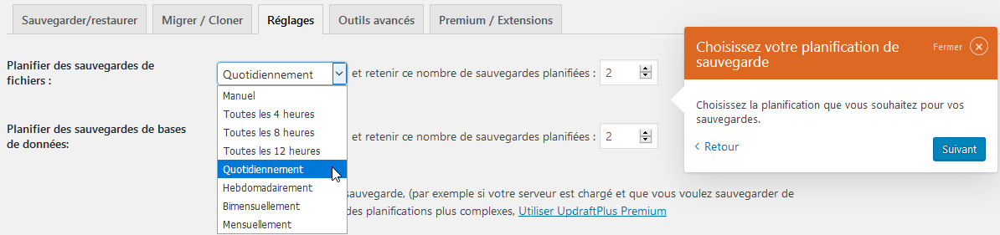 Sauvegarder/restaurer
Migrer / Cloner
Réglages
Outils avancés
Premium / Extensions
Planifier des sauvegardes de
fichiers :
Quotidiennement
et retenir ce nombre de sauvegardes planifiées :
2
Manuel
Toutes les 4 heures
Toutes les 8 heures
Toutes les 12 heures
Quotidiennement
Hebdomadairement
Bimensuellement
Mensuellement
Planifier des sauvegardes de bases
de données:
et retenir ce nombre de sauvegardes planifiées :
2
sauvegarde, (par exemple si votre serveur est chargé et que vous voulez sauvegarder de
des planifications plus complexes, Utiliser UpdraftPlus Premium
Choisissez votre planification de
sauvegarde
Fermer
Choisissez la planification que vous souhaitez pour vos
sauvegardes.
Retour
Suivant